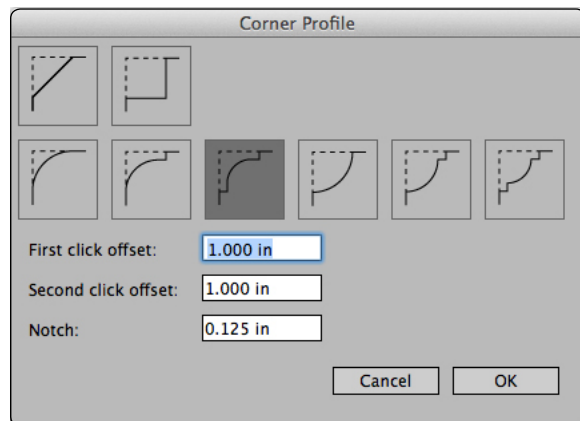 Corner Profile
First click offset: 1.000 in
Second click offset: 1.000 in
Notch: 0.125 in
Cancel OK